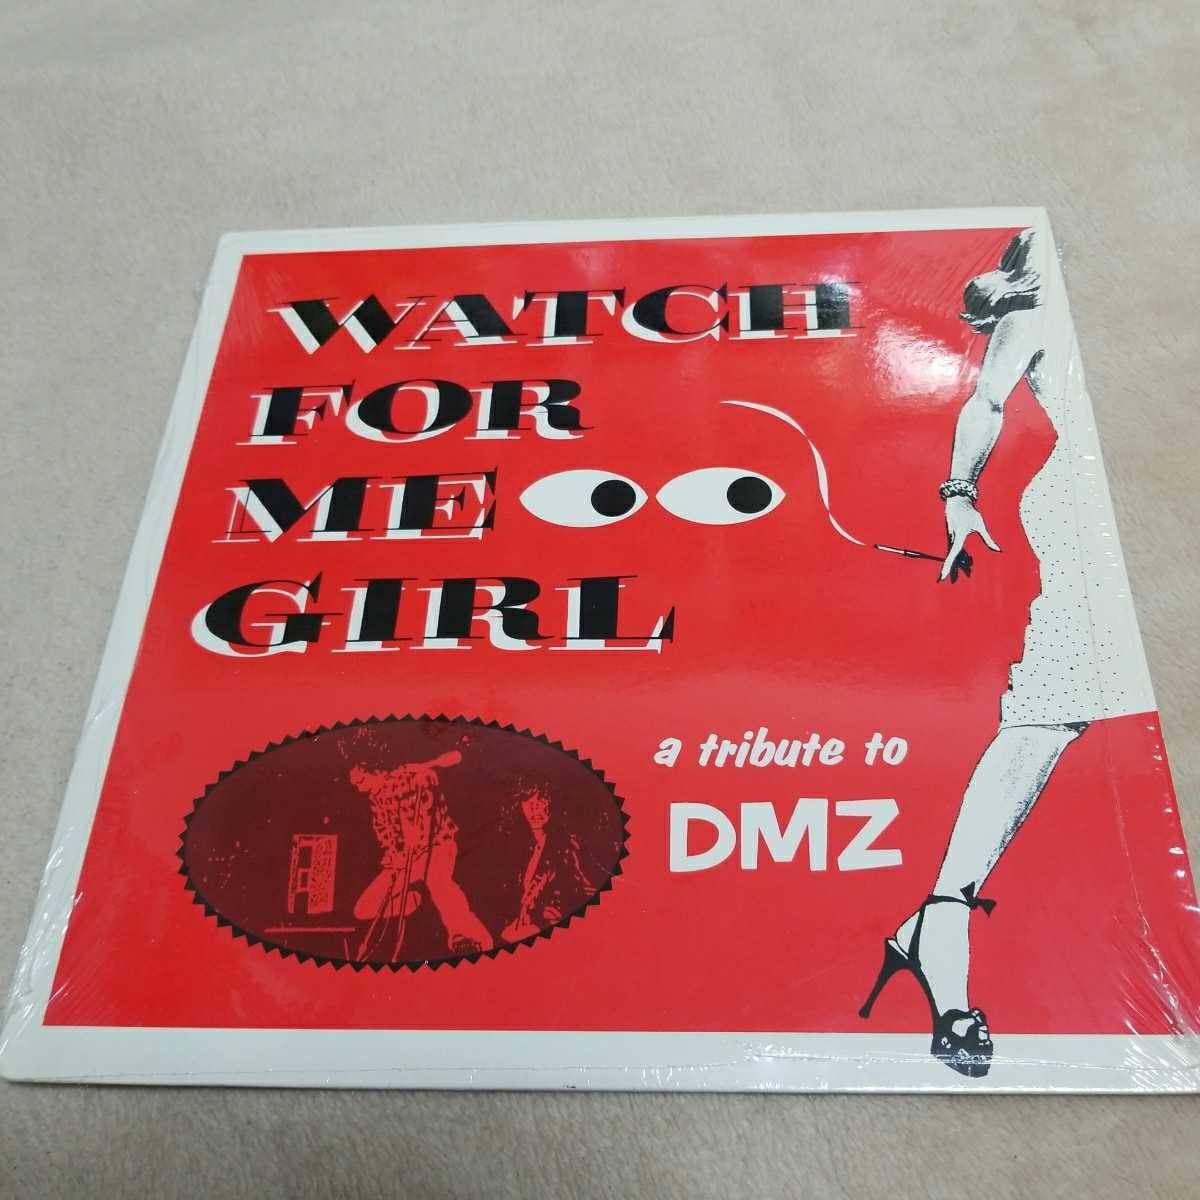 WATCH
FOR
ME
GIRL
a tribute to
DMZ